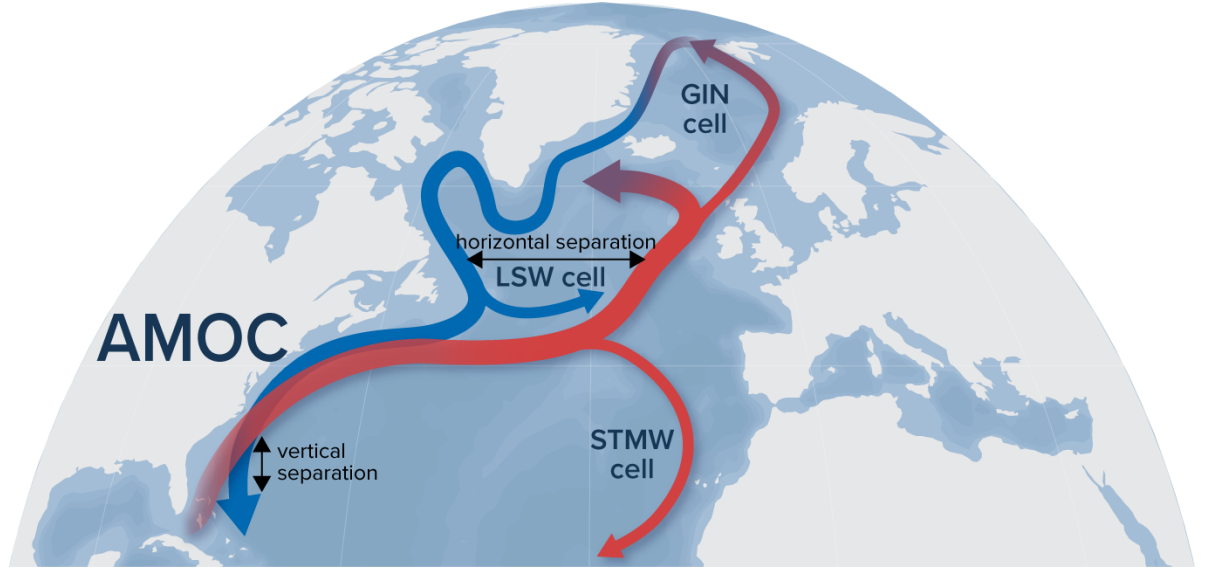 GIN
cell
horizontal separation
LSW cell
AMOC
vertical
separation
STMW
cell